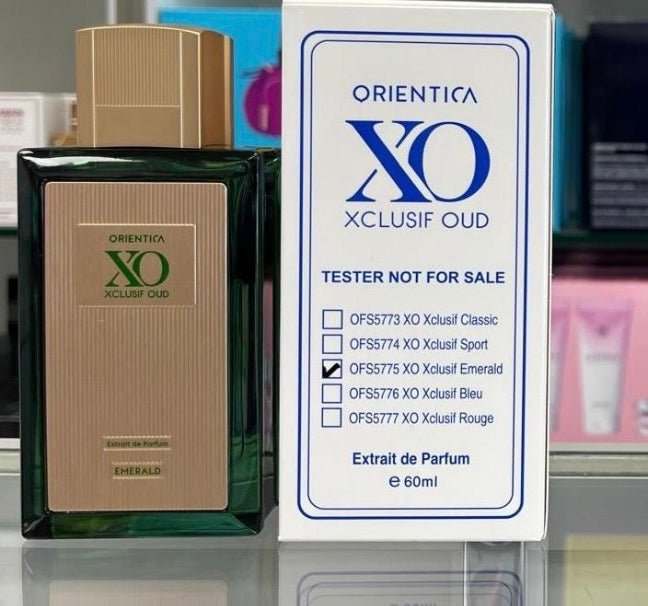 ORIENTICA
XO
XCLUSIF OUD
Extrait de Parfum
EMERALD
ORIENTICA
XO
XCLUSIF OUD
TESTER NOT FOR SALE
OFS5773 XO Xclusif Classic
OFS5774 XO Xclusif Sport
OFS5775 XO Xclusif Emerald
OFS5776 XO Xclusif Bleu
OFS5777 XO Xclusif Rouge
Extrait de Parfum
℮ 60ml